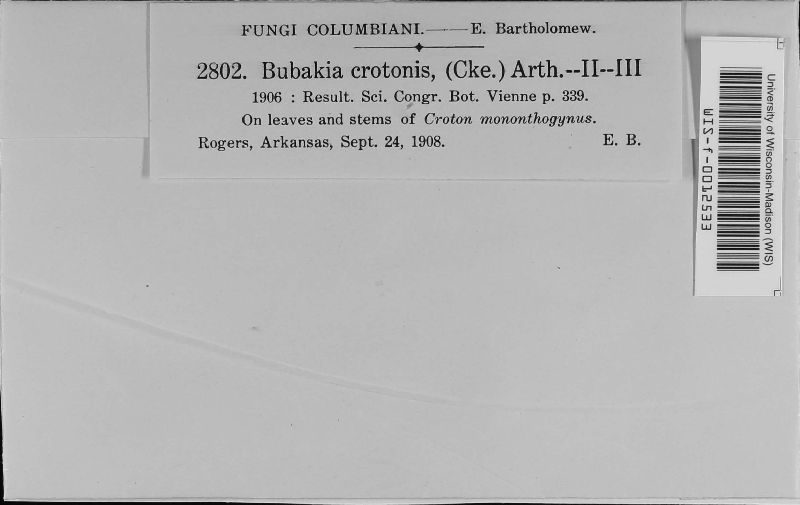 FUNGI COLUMBIANI.——E. Bartholomew.
2802. Bubakia crotonis, (Cke.) Arth.--II--III
1906 : Result. Sci. Congr. Bot. Vienne p. 339.
On leaves and stems of Croton mononthogynus.
Rogers, Arkansas, Sept. 24, 1908. E. B.
University of Wisconsin-Madison (WIS)
WIS-f-0012533